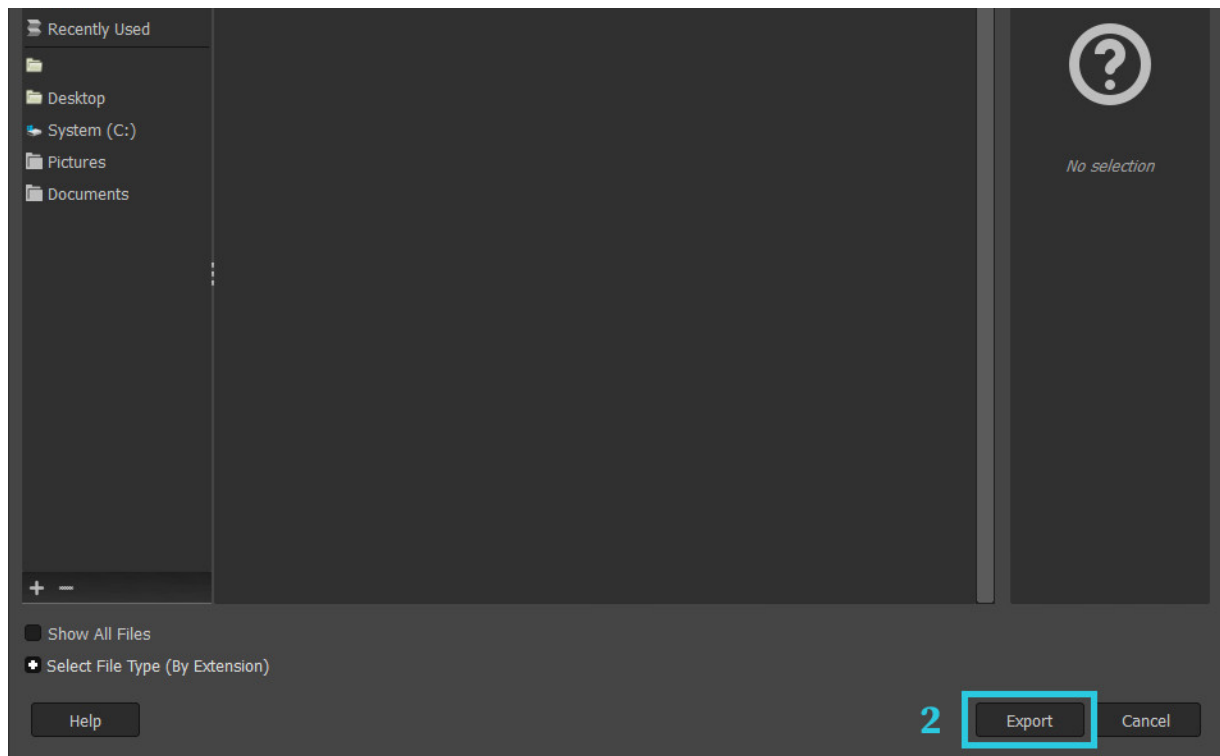 Recently Used
Desktop
System (C:)
Pictures
Documents
No selection
Show All Files
Select File Type (By Extension)
Help
2
Export
Cancel